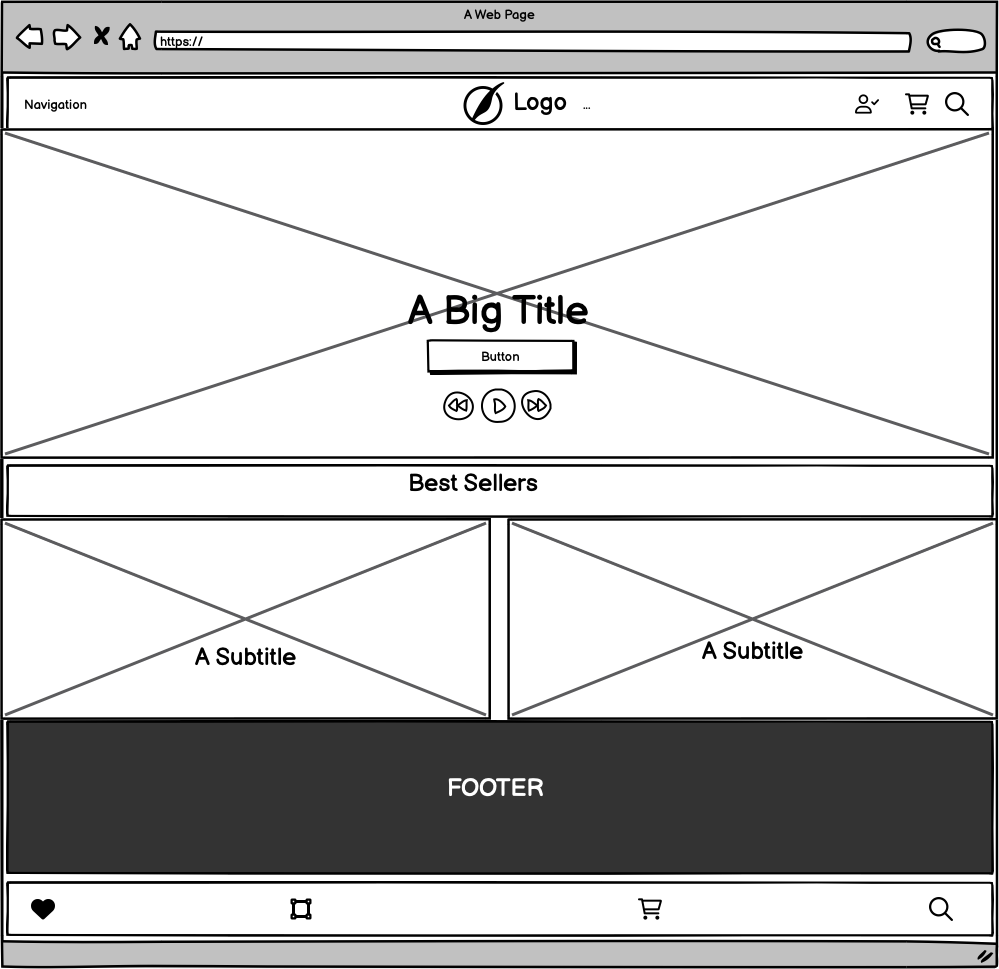 A Web Page
https://
Navigation
Logo
...
A Big Title
Button
Best Sellers
A Subtitle
A Subtitle
FOOTER